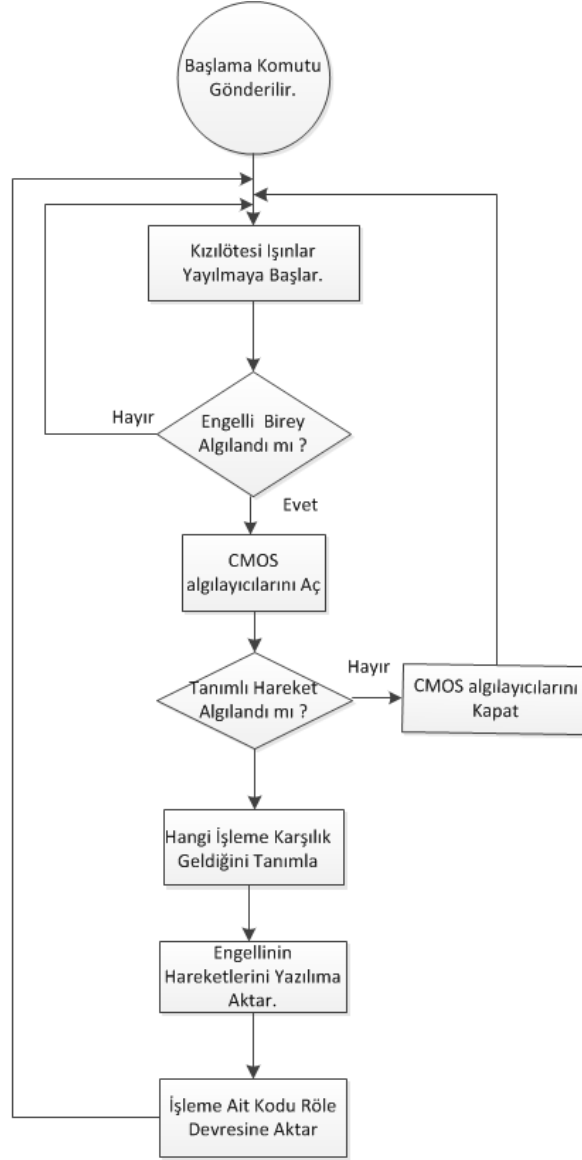 Başlama Komutu
Gönderilir.
Kızılötesi Işınlar
Yayılmaya Başlar.
Hayır
Engelli Birey
Algılandı mı ?
Evet
CMOS
algılayıcılarını Aç
Tanımlı Hareket
Algılandı mı ?
Hayır
CMOS algılayıcılarını
Kapat
Hangi İşleme Karşılık
Geldiğini Tanımla
Engellinin
Hareketlerini Yazılıma
Aktar.
İşleme Ait Kodu Röle
Devresine Aktar